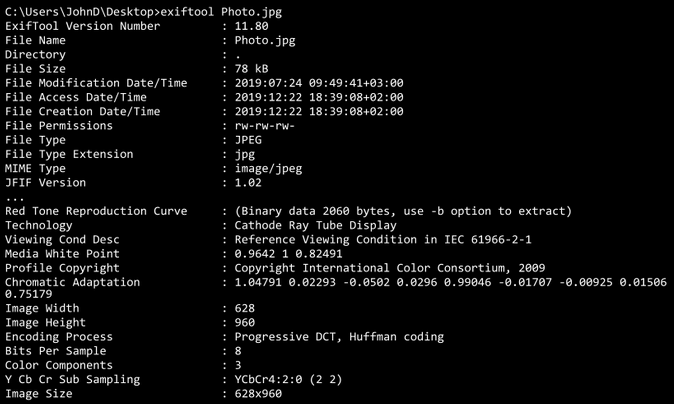 C:\Users\JohnD\Desktop>exiftool Photo.jpg
ExifTool Version Number : 11.80
File Name : Photo.jpg
Directory : .
File Size : 78 kB
File Modification Date/Time : 2019:07:24 09:49:41+03:00
File Access Date/Time : 2019:12:22 18:39:08+02:00
File Creation Date/Time : 2019:12:22 18:39:08+02:00
File Permissions : rw-rw-rw-
File Type : JPEG
File Type Extension : jpg
MIME Type : image/jpeg
JFIF Version : 1.02
...
Red Tone Reproduction Curve : (Binary data 2060 bytes, use -b option to extract)
Technology : Cathode Ray Tube Display
Viewing Cond Desc : Reference Viewing Condition in IEC 61966-2-1
Media White Point : 0.9642 1 0.82491
Profile Copyright : Copyright International Color Consortium, 2009
Chromatic Adaptation : 1.04791 0.02293 -0.0502 0.0296 0.99046 -0.01707 -0.00925 0.01506
0.75179
Image Width : 628
Image Height : 960
Encoding Process : Progressive DCT, Huffman coding
Bits Per Sample : 8
Color Components : 3
Y Cb Cr Sub Sampling : YCbCr4:2:0 (2 2)
Image Size : 628x960